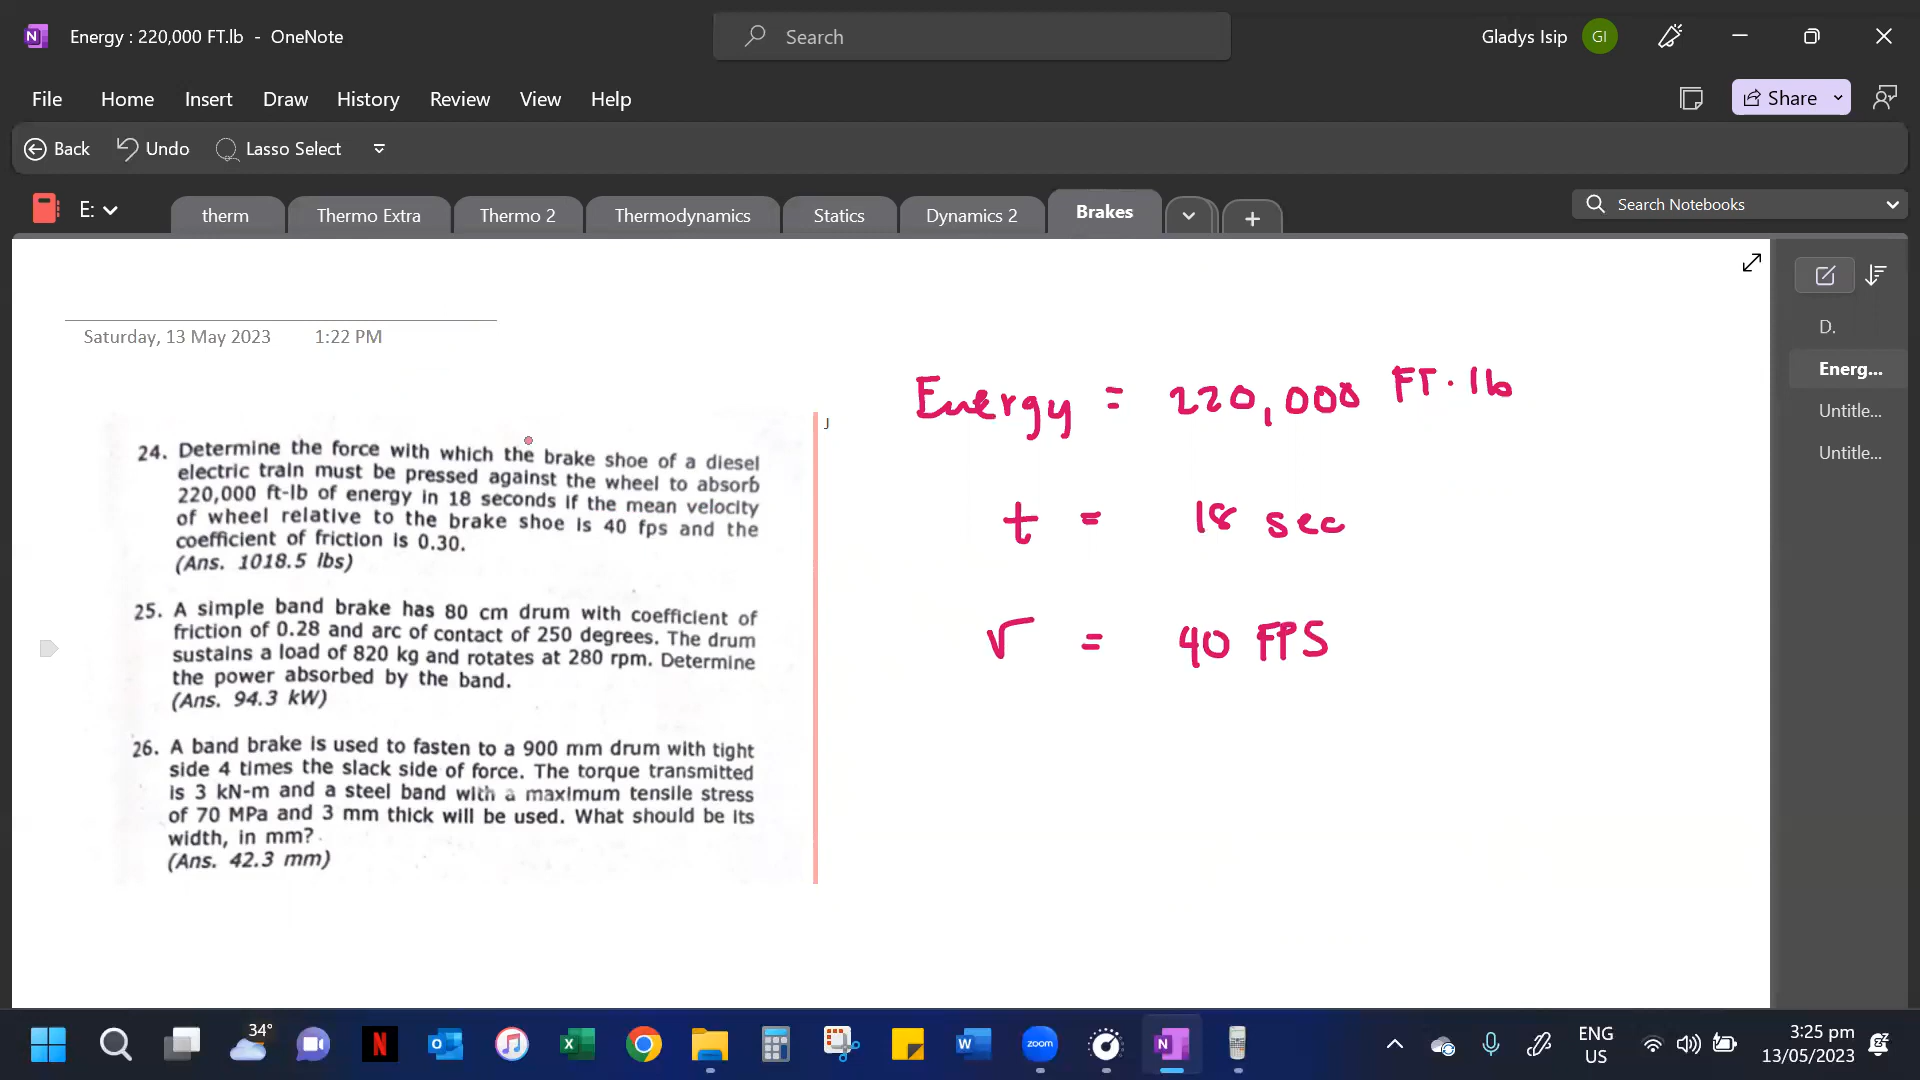 Energy : 220,000 FT.lb - OneNote
Search
Gladys Isip
GI
File Home Insert Draw History Review View Help
Share
Back Undo Lasso Select
E:
therm Thermo Extra Thermo 2 Thermodynamics Statics Dynamics 2 Brakes
Search Notebooks
Saturday, 13 May 2023 1:22 PM
24. Determine the force with which the brake shoe of a diesel
electric train must be pressed against the wheel to absorb
220,000 ft-lb of energy in 18 seconds if the mean velocity
of wheel relative to the brake shoe is 40 fps and the
coefficient of friction is 0.30.
(Ans. 1018.5 lbs)
25. A simple band brake has 80 cm drum with coefficient of
friction of 0.28 and arc of contact of 250 degrees. The drum
sustains a load of 820 kg and rotates at 280 rpm. Determine
the power absorbed by the band.
(Ans. 94.3 kW)
26. A band brake is used to fasten to a 900 mm drum with tight
side 4 times the slack side of force. The torque transmitted
is 3 kN-m and a steel band with a maximum tensile stress
of 70 MPa and 3 mm thick will be used. What should be its
width, in mm?
(Ans. 42.3 mm)
J
Energy = 220,000 FT.lb
t = 18 sec
v = 40 FPS
D.
Energ...
Untitle...
Untitle...
34°
zoom
ENG
US
3:25 pm
13/05/2023